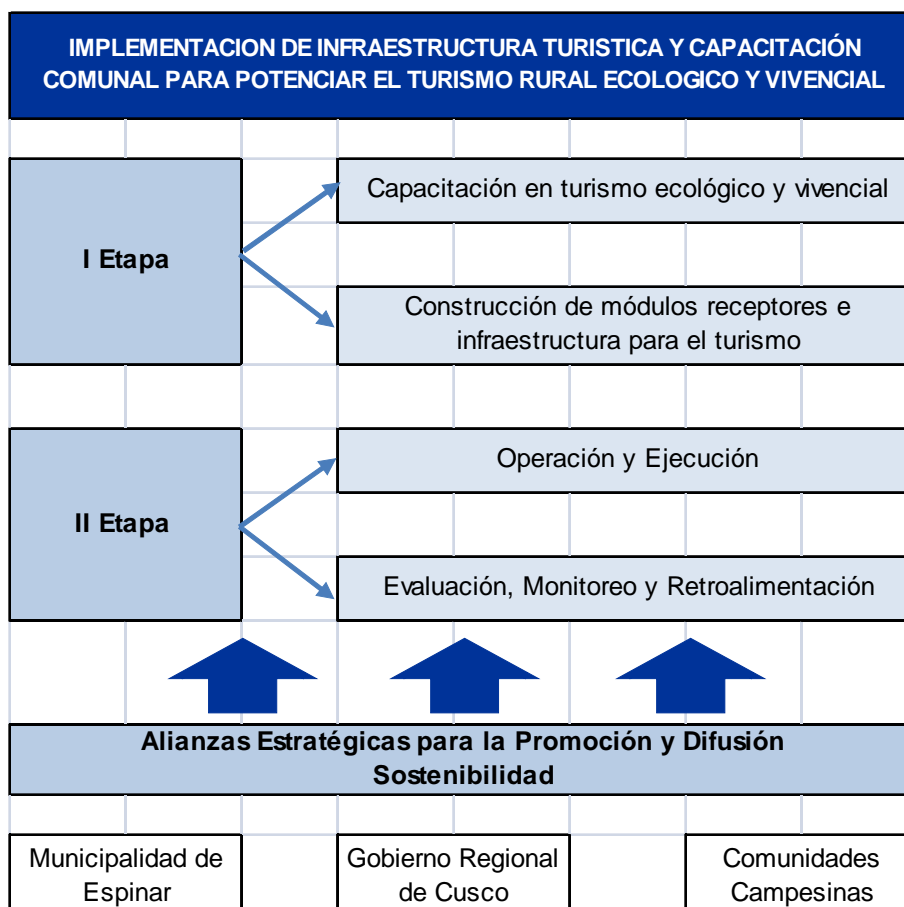 IMPLEMENTACION DE INFRAESTRUCTURA TURISTICA Y CAPACITACIÓN
COMUNAL PARA POTENCIAR EL TURISMO RURAL ECOLOGICO Y VIVENCIAL
I Etapa
Capacitación en turismo ecológico y vivencial
Construcción de módulos receptores e
infraestructura para el turismo
II Etapa
Operación y Ejecución
Evaluación, Monitoreo y Retroalimentación
Alianzas Estratégicas para la Promoción y Difusión
Sostenibilidad
Municipalidad de
Espinar
Gobierno Regional
de Cusco
Comunidades
Campesinas